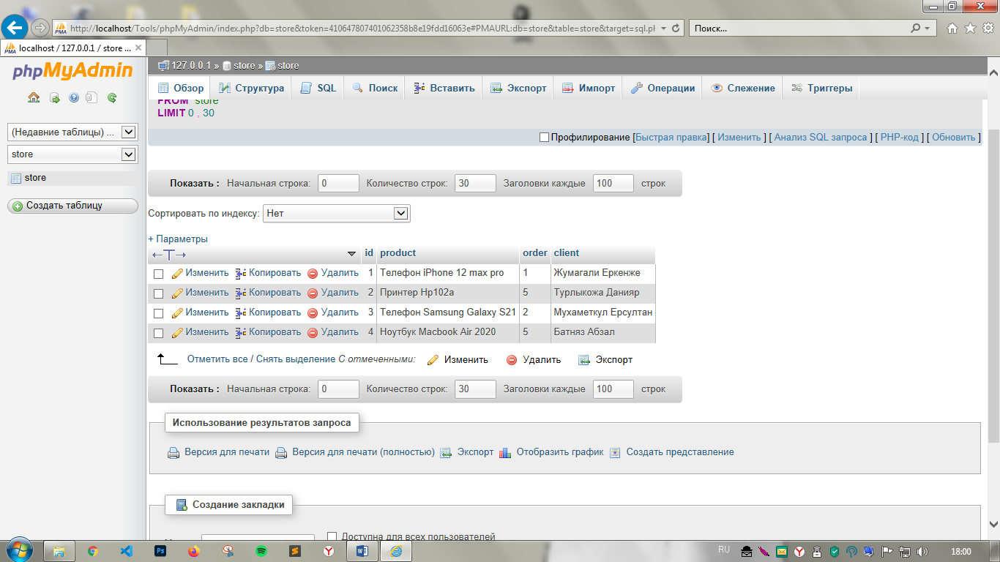 http://localhost/Tools/phpMyAdmin/index.php?db=store&token=410647807401062358b8e19fdd16063e#PMAURL:db=store&table=store&target=sql.pl
Поиск...
localhost / 127.0.0.1 / store ...
phpMyAdmin
127.0.0.1 » store » store
Обзор Структура SQL Поиск Вставить Экспорт Импорт Операции Слежение Триггеры
FROM `store`
LIMIT 0 , 30
(Недавние таблицы) ...
Профилирование [Быстрая правка] [ Изменить ] [ Анализ SQL запроса ] [ PHP-код ] [ Обновить ]
store
store
Создать таблицу
Показать : Начальная строка: 0 Количество строк: 30 Заголовки каждые 100 строк
Сортировать по индексу: Нет
+ Параметры
id product order client
Изменить Копировать Удалить 1 Телефон iPhone 12 max pro 1 Жумагали Еркенже
Изменить Копировать Удалить 2 Принтер Hp102a 5 Турлыкожа Данияр
Изменить Копировать Удалить 3 Телефон Samsung Galaxy S21 2 Мухаметкул Ерсултан
Изменить Копировать Удалить 4 Ноутбук Macbook Air 2020 5 Батняз Абзал
Отметить все / Снять выделение С отмеченными: Изменить Удалить Экспорт
Показать : Начальная строка: 0 Количество строк: 30 Заголовки каждые 100 строк
Использование результатов запроса
Версия для печати Версия для печати (полностью) Экспорт Отобразить график Создать представление
Создание закладки
Доступна для всех пользователей
RU 18:00